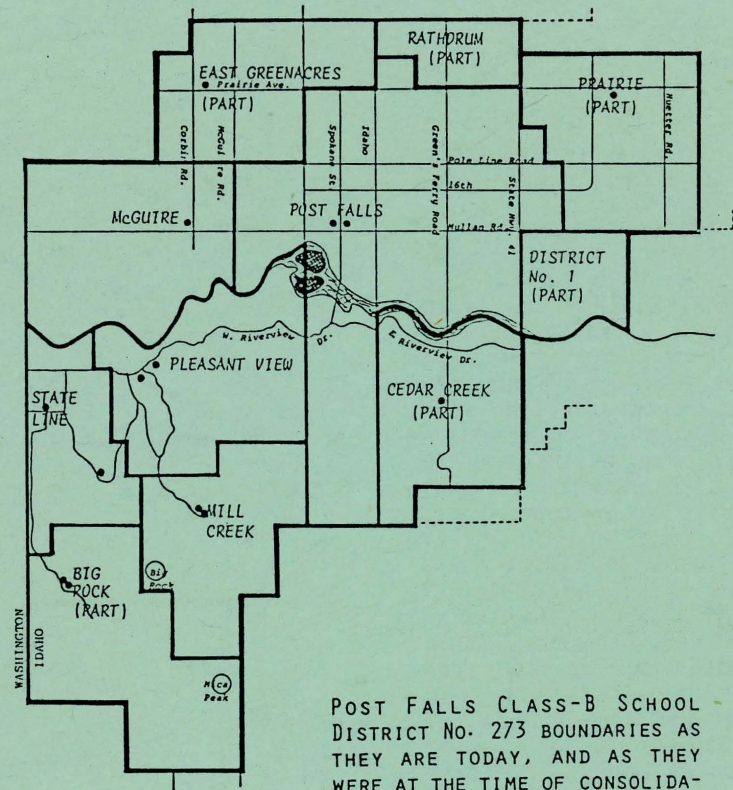 RATHDRUM
(PART)
EAST GREENACRES
Prairie Ave.
(PART)
PRAIRIE
(PART)
Huetter Rd.
Corbin Rd.
McGuire Rd.
Spokane St.
Idaho
Green's Ferry Road
Pole Line Road
16th
State Hwy. 41
McGUIRE
POST FALLS
Mullan Rd.
DISTRICT
No. 1
(PART)
W. Riverview Dr.
E. Riverview Dr.
PLEASANT VIEW
CEDAR CREEK
(PART)
STATE
LINE
MILL
CREEK
Big
Rock
BIG
ROCK
(PART)
WASHINGTON
IDAHO
Mica
Peak
POST FALLS CLASS-B SCHOOL
DISTRICT NO. 273 BOUNDARIES AS
THEY ARE TODAY, AND AS THEY
WERE AT THE TIME OF CONSOLIDA-